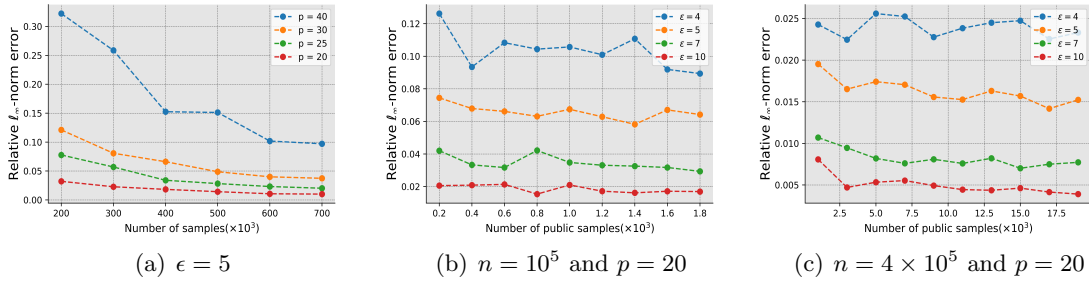 Relative ℓ∞-norm error
0.30
0.25
0.20
0.15
0.10
0.05
0.00
p = 40
p = 30
p = 25
p = 20
200 300 400 500 600 700
Number of samples(×10³)
(a) ϵ = 5
Relative ℓ∞-norm error
0.12
0.10
0.08
0.06
0.04
0.02
ε = 4
ε = 5
ε = 7
ε = 10
0.2 0.4 0.6 0.8 1.0 1.2 1.4 1.6 1.8
Number of public samples(×10³)
(b) n = 10⁵ and p = 20
Relative ℓ∞-norm error
0.025
0.020
0.015
0.010
0.005
ε = 4
ε = 5
ε = 7
ε = 10
2.5 5.0 7.5 10.0 12.5 15.0 17.5
Number of public samples(×10³)
(c) n = 4 × 10⁵ and p = 20